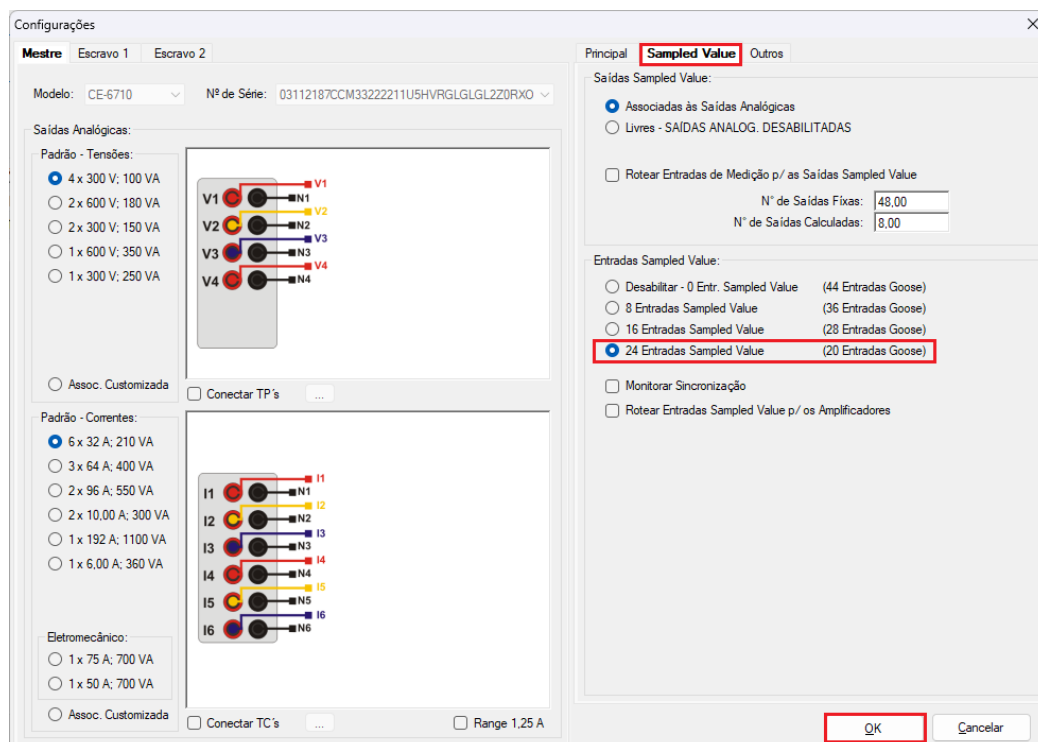 Configurações
Mestre Escravo 1 Escravo 2
Modelo: CE-6710 Nº de Série: 03112187CCM33222211U5HVRGLGLGL2Z0RXO
Saídas Analógicas:
Padrão - Tensões:
4 x 300 V; 100 VA
2 x 600 V; 180 VA
2 x 300 V; 150 VA
1 x 600 V; 350 VA
1 x 300 V; 250 VA
Assoc. Customizada
V1 V1
N1
V2 V2
N2
V3 V3
N3
V4 V4
N4
Conectar TP´s ...
Padrão - Correntes:
6 x 32 A; 210 VA
3 x 64 A; 400 VA
2 x 96 A; 550 VA
2 x 10,00 A; 300 VA
1 x 192 A; 1100 VA
1 x 6,00 A; 360 VA
Eletromecânico:
1 x 75 A; 700 VA
1 x 50 A; 700 VA
Assoc. Customizada
I1 I1
N1
I2 I2
N2
I3 I3
N3
I4 I4
N4
I5 I5
N5
I6 I6
N6
Conectar TC´s ... Range 1,25 A
Principal Sampled Value Outros
Saídas Sampled Value:
Associadas às Saídas Analógicas
Livres - SAÍDAS ANALOG. DESABILITADAS
Rotear Entradas de Medição p/ as Saídas Sampled Value
N° de Saídas Fixas: 48,00
N° de Saídas Calculadas: 8,00
Entradas Sampled Value:
Desabilitar - 0 Entr. Sampled Value (44 Entradas Goose)
8 Entradas Sampled Value (36 Entradas Goose)
16 Entradas Sampled Value (28 Entradas Goose)
24 Entradas Sampled Value (20 Entradas Goose)
Monitorar Sincronização
Rotear Entradas Sampled Value p/ os Amplificadores
OK Cancelar